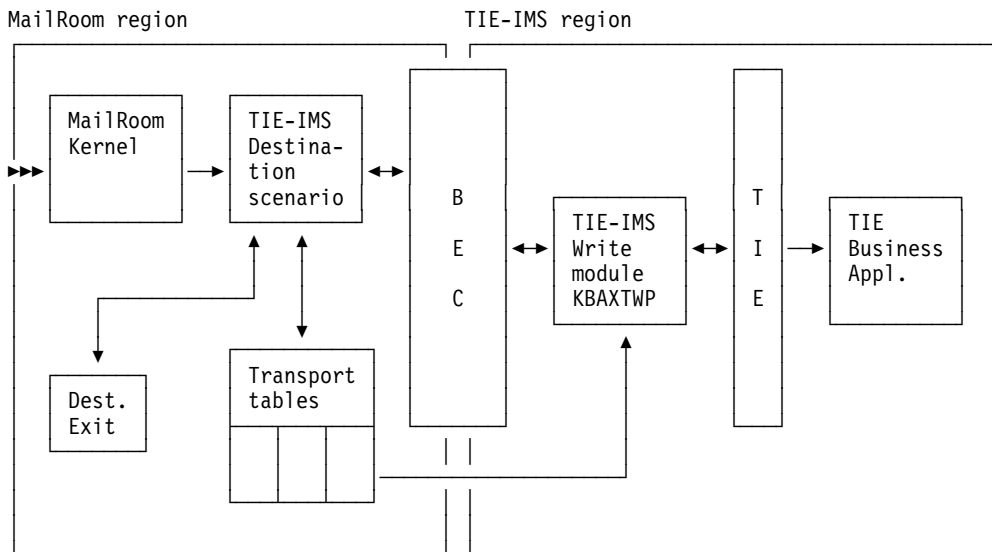 MailRoom region
TIE-IMS region
MailRoom
Kernel
TIE-IMS
Destina-
tion
scenario
B
E
C
TIE-IMS
Write
module
KBAXTWP
T
I
E
TIE
Business
Appl.
Dest.
Exit
Transport
tables